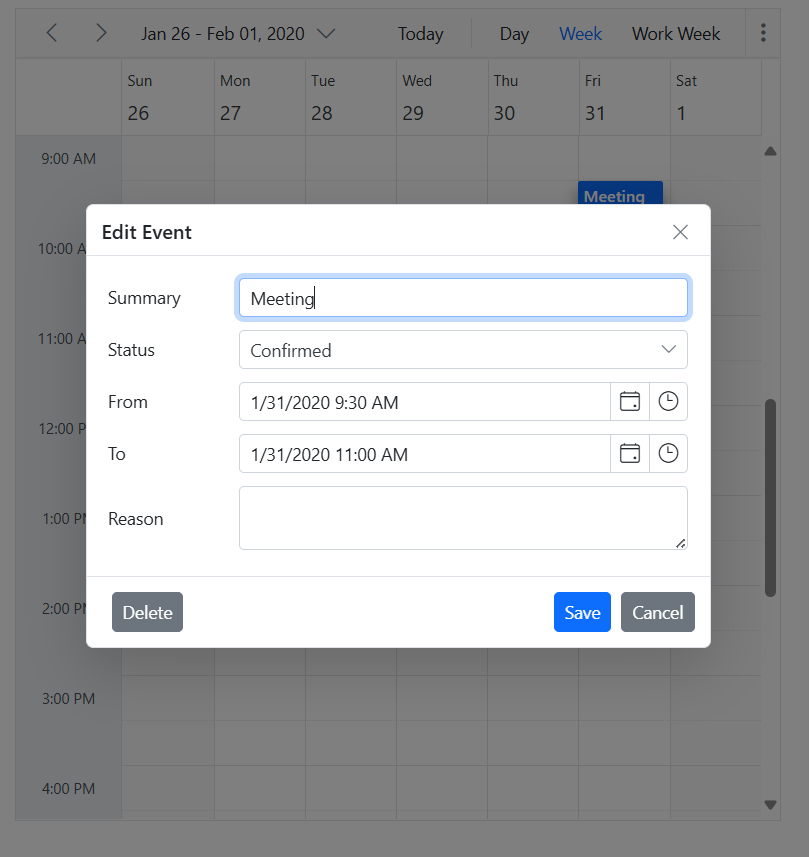 Jan 26 - Feb 01, 2020 Today Day Week Work Week
Sun Mon Tue Wed Thu Fri Sat
26 27 28 29 30 31 1
9:00 AM
Meeting
Edit Event
10:00 A
Summary Meeting
11:00 A
Status Confirmed
From 1/31/2020 9:30 AM
12:00 P
To 1/31/2020 11:00 AM
1:00 PM
Reason
2:00 PM
Delete Save Cancel
3:00 PM
4:00 PM